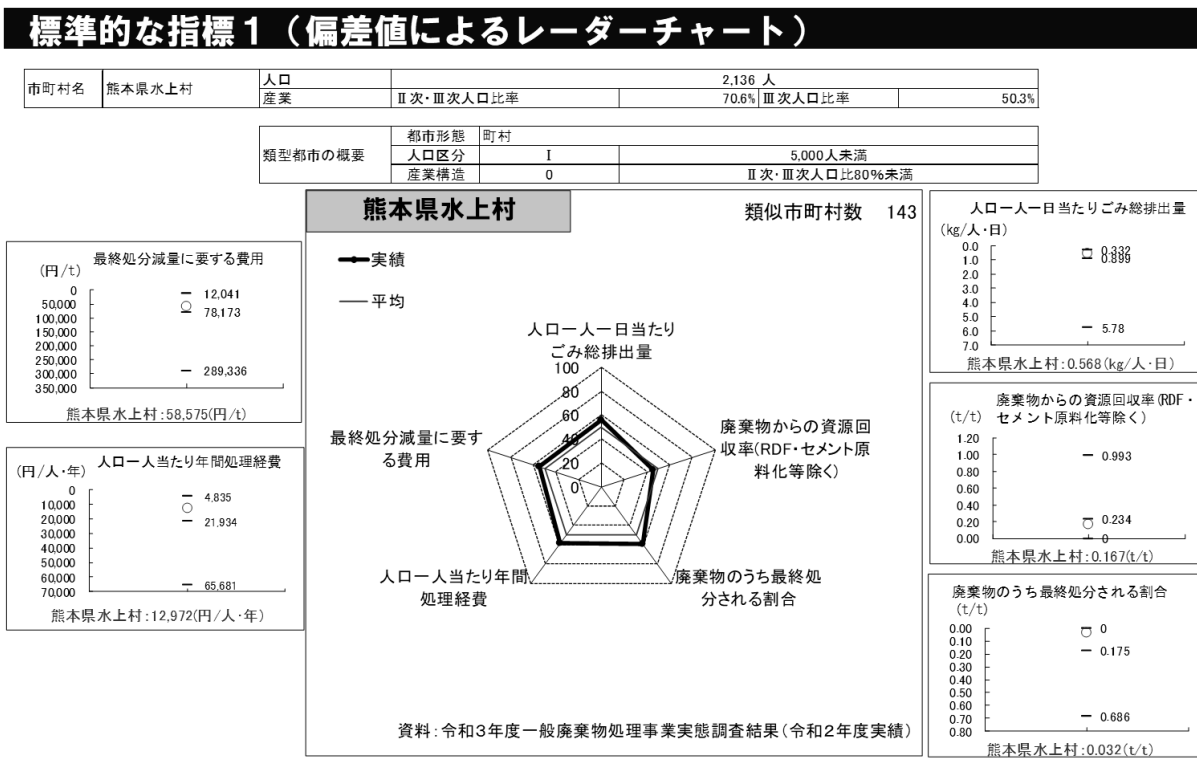 標準的な指標１（偏差値によるレーダーチャート）
市町村名 熊本県水上村 人口 2,136 人
産業 Ⅱ次・Ⅲ次人口比率 70.6% Ⅲ次人口比率 50.3%
類型都市の概要 都市形態 町村
人口区分 Ⅰ 5,000人未満
産業構造 0 Ⅱ次・Ⅲ次人口比80％未満
熊本県水上村 類似市町村数 143
実績
平均
人口一人一日当たり
ごみ総排出量
100
80
60
40
20
0
廃棄物からの資源回
収率(RDF・セメント原
料化等除く)
廃棄物のうち最終処
分される割合
人口一人当たり年間
処理経費
最終処分減量に要す
る費用
資料：令和3年度一般廃棄物処理事業実態調査結果（令和2年度実績）
最終処分減量に要する費用
(円/t)
0
50,000
100,000
150,000
200,000
250,000
300,000
350,000
12,041
78,173
289,336
熊本県水上村：58,575(円/t)
人口一人当たり年間処理経費
(円/人・年)
0
10,000
20,000
30,000
40,000
50,000
60,000
70,000
4,835
21,934
65,681
熊本県水上村：12,972(円/人・年)
人口一人一日当たりごみ総排出量
(kg/人・日)
0.0
1.0
2.0
3.0
4.0
5.0
6.0
7.0
0.332
0.899
5.78
熊本県水上村：0.568(kg/人・日)
廃棄物からの資源回収率(RDF・
(t/t) セメント原料化等除く)
1.20
1.00
0.80
0.60
0.40
0.20
0.00
0.993
0.234
0
熊本県水上村：0.167(t/t)
廃棄物のうち最終処分される割合
(t/t)
0.00
0.10
0.20
0.30
0.40
0.50
0.60
0.70
0.80
0
0.175
0.686
熊本県水上村：0.032(t/t)